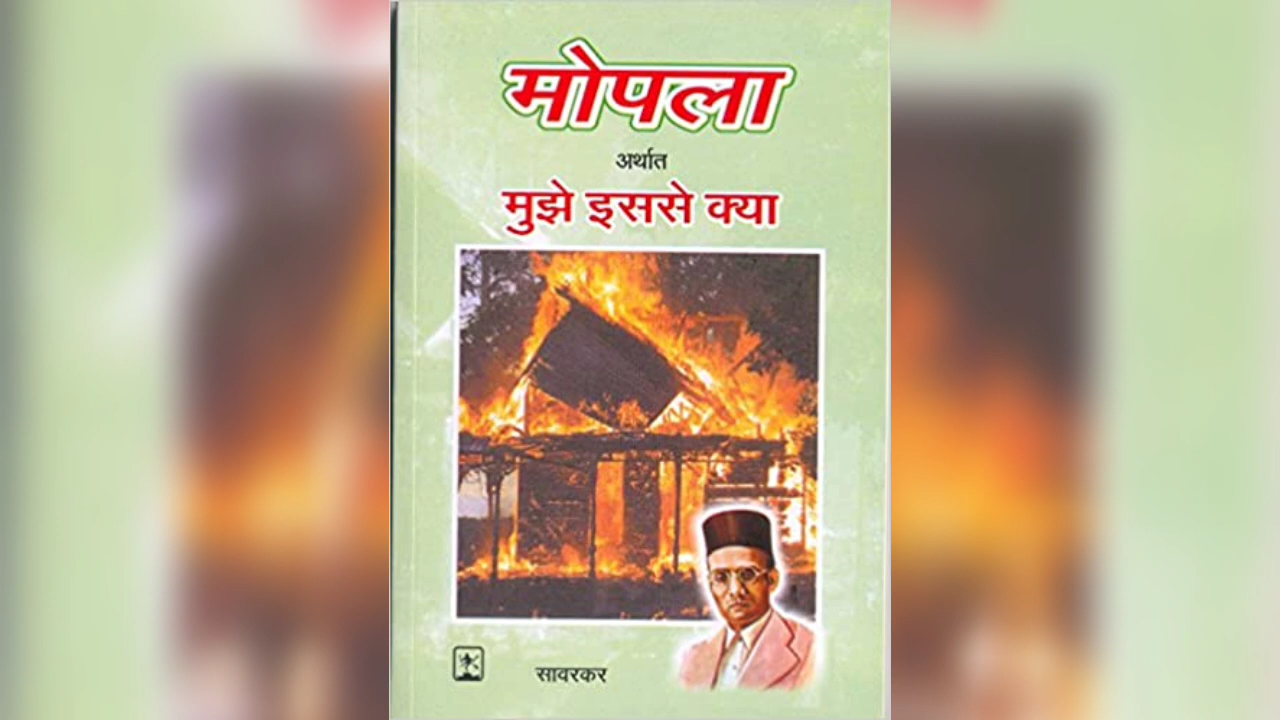 मोपला
अर्थात
मुझे इससे क्या
सावरकर